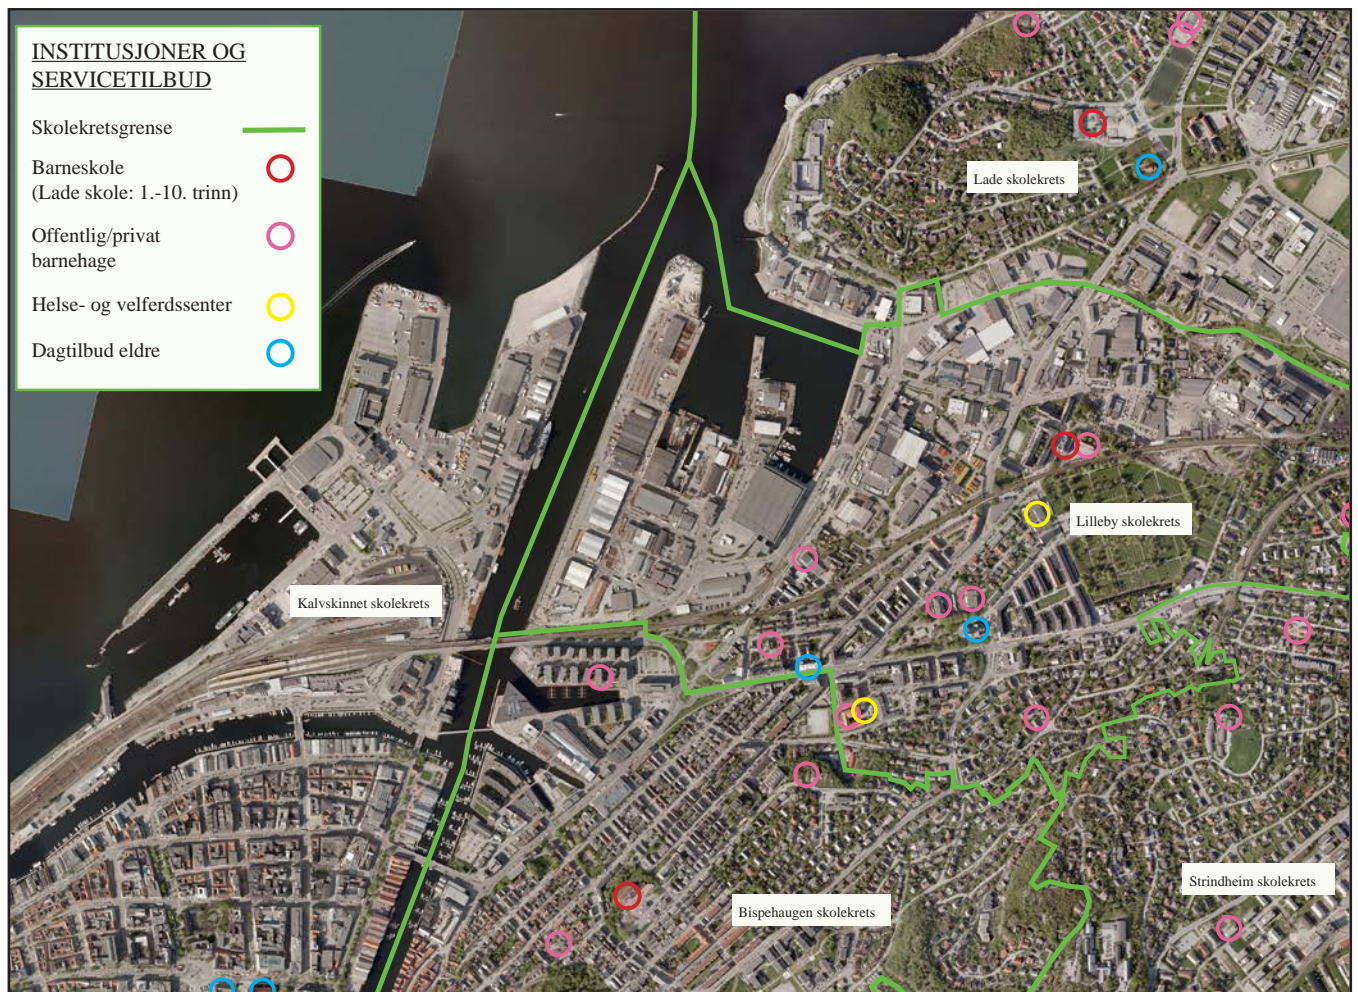 INSTITUSJONER OG
SERVICETILBUD
Skolekretsgrense
Barneskole
(Lade skole: 1.-10. trinn)
Offentlig/privat
barnehage
Helse- og velferdssenter
Dagtilbud eldre
Lade skolekrets
Lilleby skolekrets
Kalvskinnet skolekrets
Strindheim skolekrets
Bispehaugen skolekrets